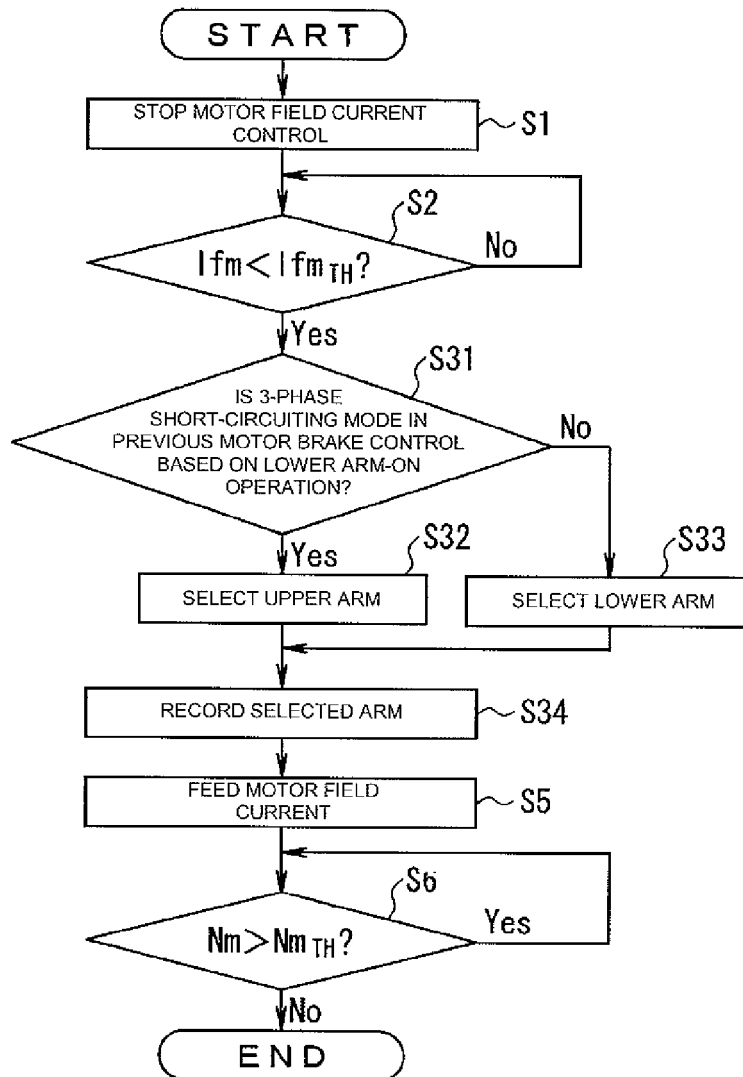 START
STOP MOTOR FIELD CURRENT
CONTROL
S1
S2
Ifm<IfmTH?
No
Yes
S31
IS 3-PHASE
SHORT-CIRCUITING MODE IN
PREVIOUS MOTOR BRAKE CONTROL
BASED ON LOWER ARM-ON
OPERATION?
No
Yes
S32
S33
SELECT UPPER ARM
SELECT LOWER ARM
RECORD SELECTED ARM
S34
FEED MOTOR FIELD
CURRENT
S5
S6
Nm>NmTH?
Yes
No
END